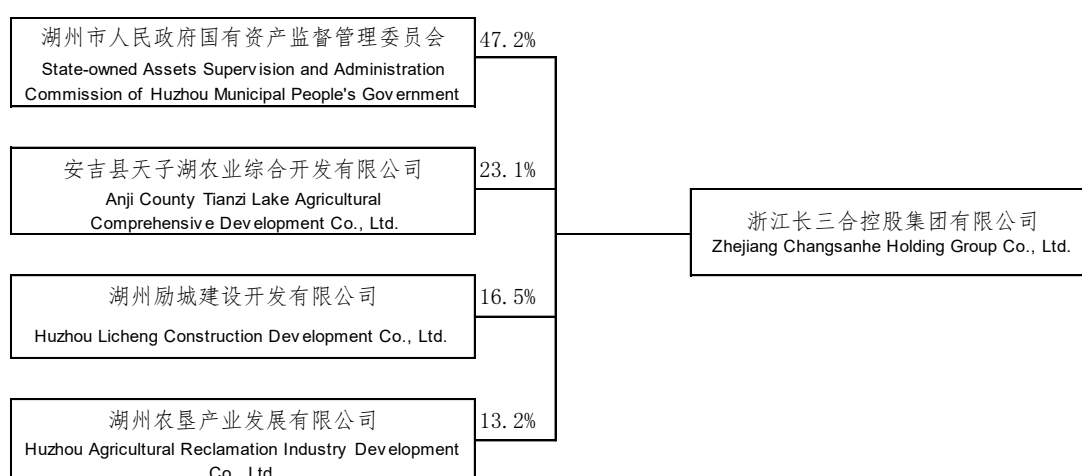 湖州市人民政府国有资产监督管理委员会
State-owned Assets Supervision and Administration
Commission of Huzhou Municipal People's Government
47.2%
安吉县天子湖农业综合开发有限公司
Anji County Tianzi Lake Agricultural
Comprehensive Development Co., Ltd.
23.1%
浙江长三合控股集团有限公司
Zhejiang Changsanhe Holding Group Co., Ltd.
湖州励城建设开发有限公司
Huzhou Licheng Construction Development Co., Ltd.
16.5%
湖州农垦产业发展有限公司
Huzhou Agricultural Reclamation Industry Development
Co., Ltd.
13.2%